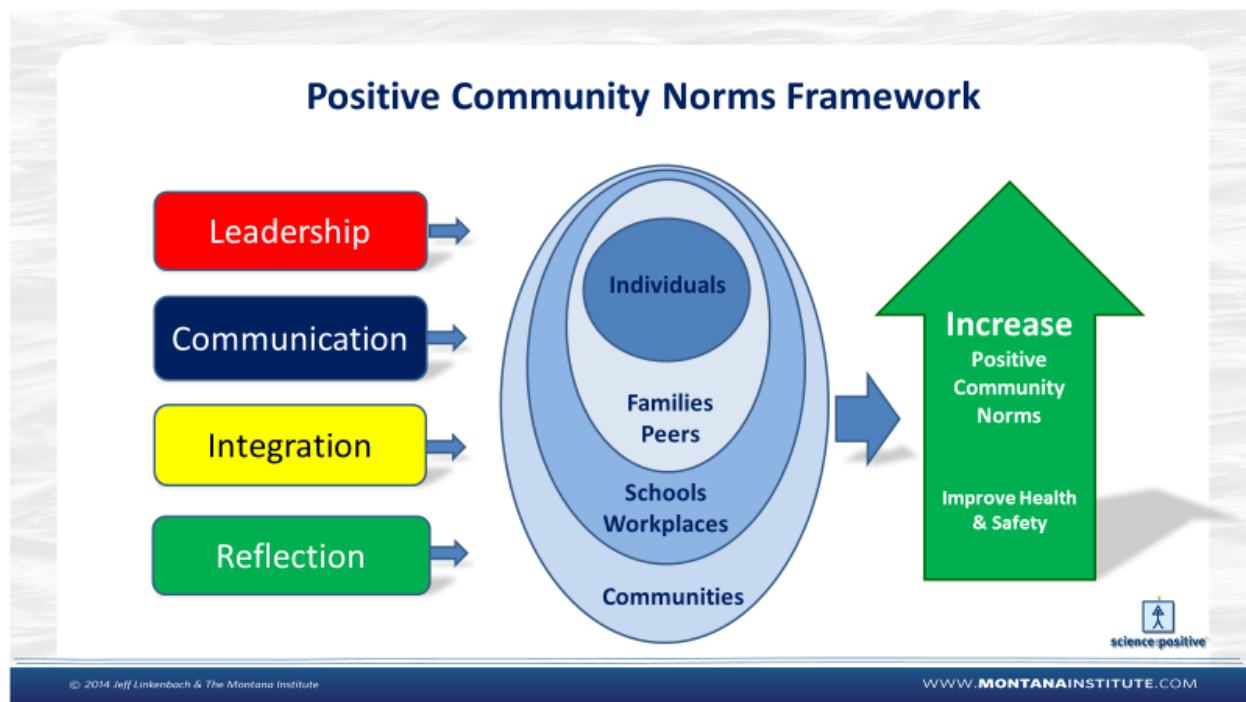 Positive Community Norms Framework
Leadership
Communication
Integration
Reflection
Individuals
Families
Peers
Schools
Workplaces
Communities
Increase
Positive
Community
Norms
Improve Health
& Safety
science:positive
© 2014 Jeff Linkenbach & The Montana Institute
WWW.MONTANAINSTITUTE.COM